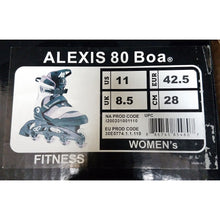 ALEXIS 80 Boa®
US 11 EUR 42.5
UK 8.5 CM 28
NA PROD CODE UPC
EU PROD CODE
FITNESS WOMEN's